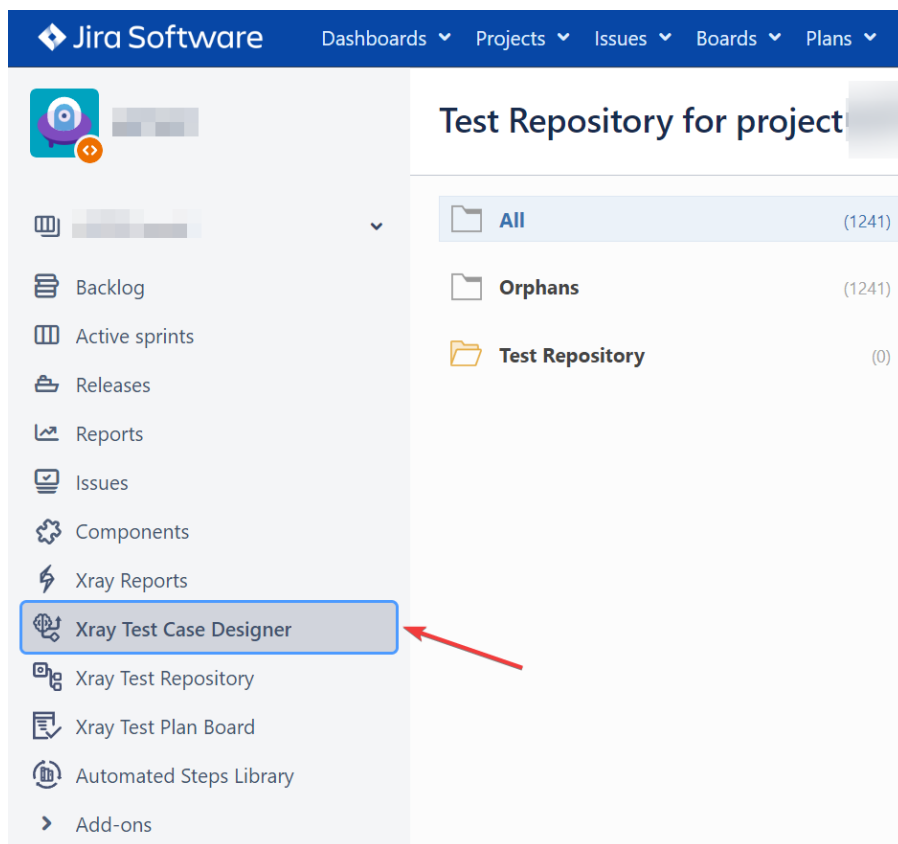 Jira Software Dashboards Projects Issues Boards Plans
Test Repository for project
All (1241)
Orphans (1241)
Test Repository (0)
Backlog
Active sprints
Releases
Reports
Issues
Components
Xray Reports
Xray Test Case Designer
Xray Test Repository
Xray Test Plan Board
Automated Steps Library
Add-ons